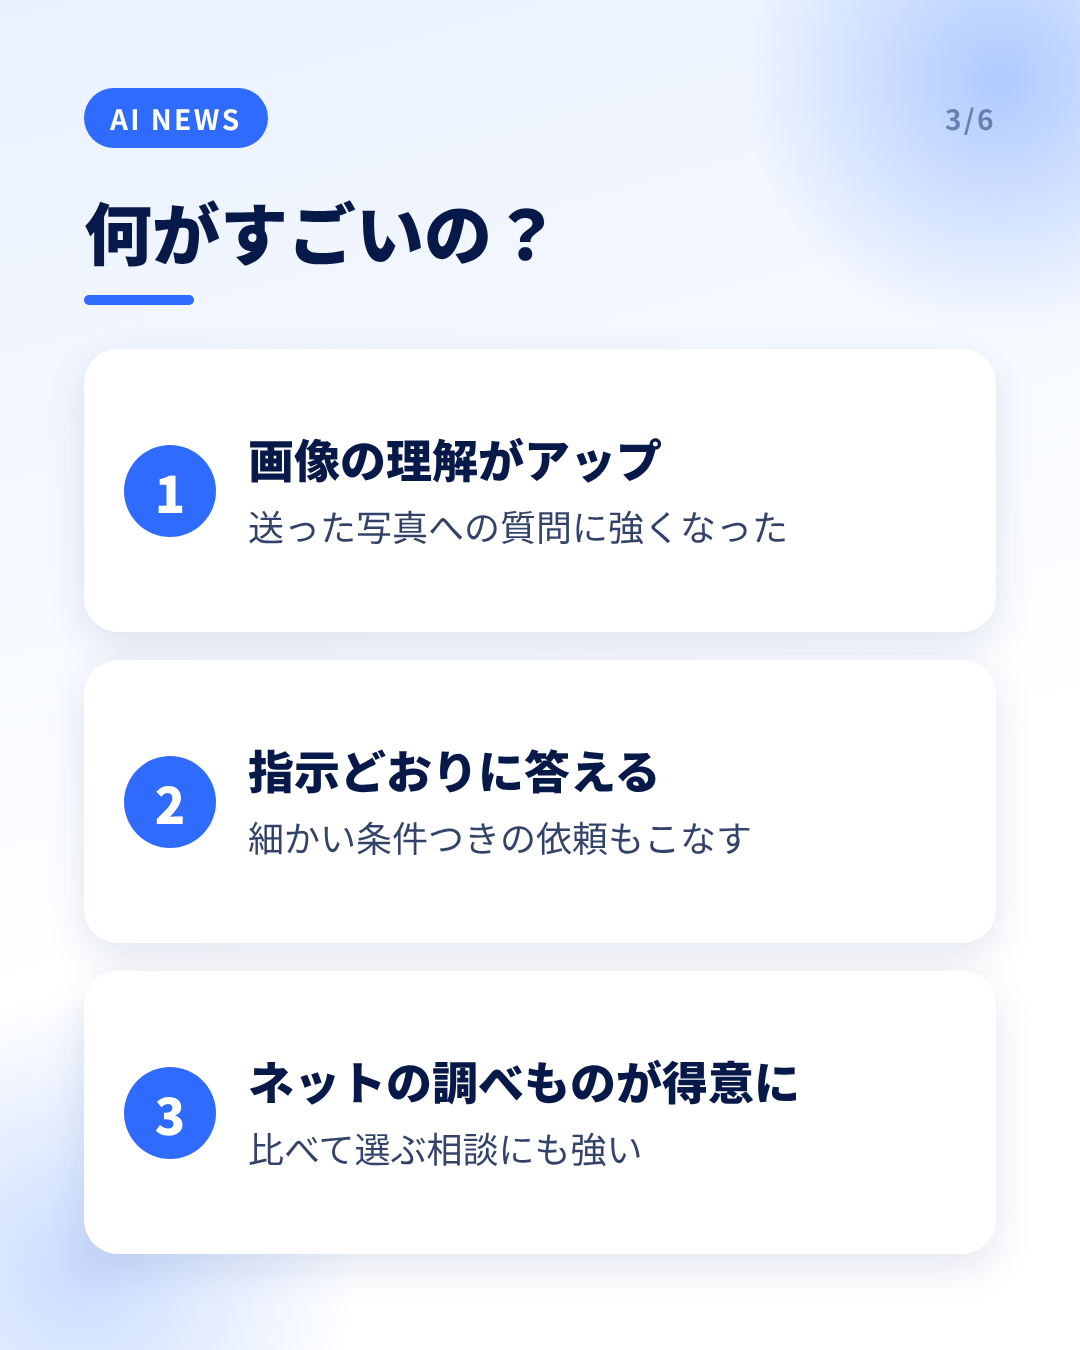 AI NEWS
3/6
何がすごいの？
1
画像の理解がアップ
送った写真への質問に強くなった
2
指示どおりに答える
細かい条件つきの依頼もこなす
3
ネットの調べものが得意に
比べて選ぶ相談にも強い